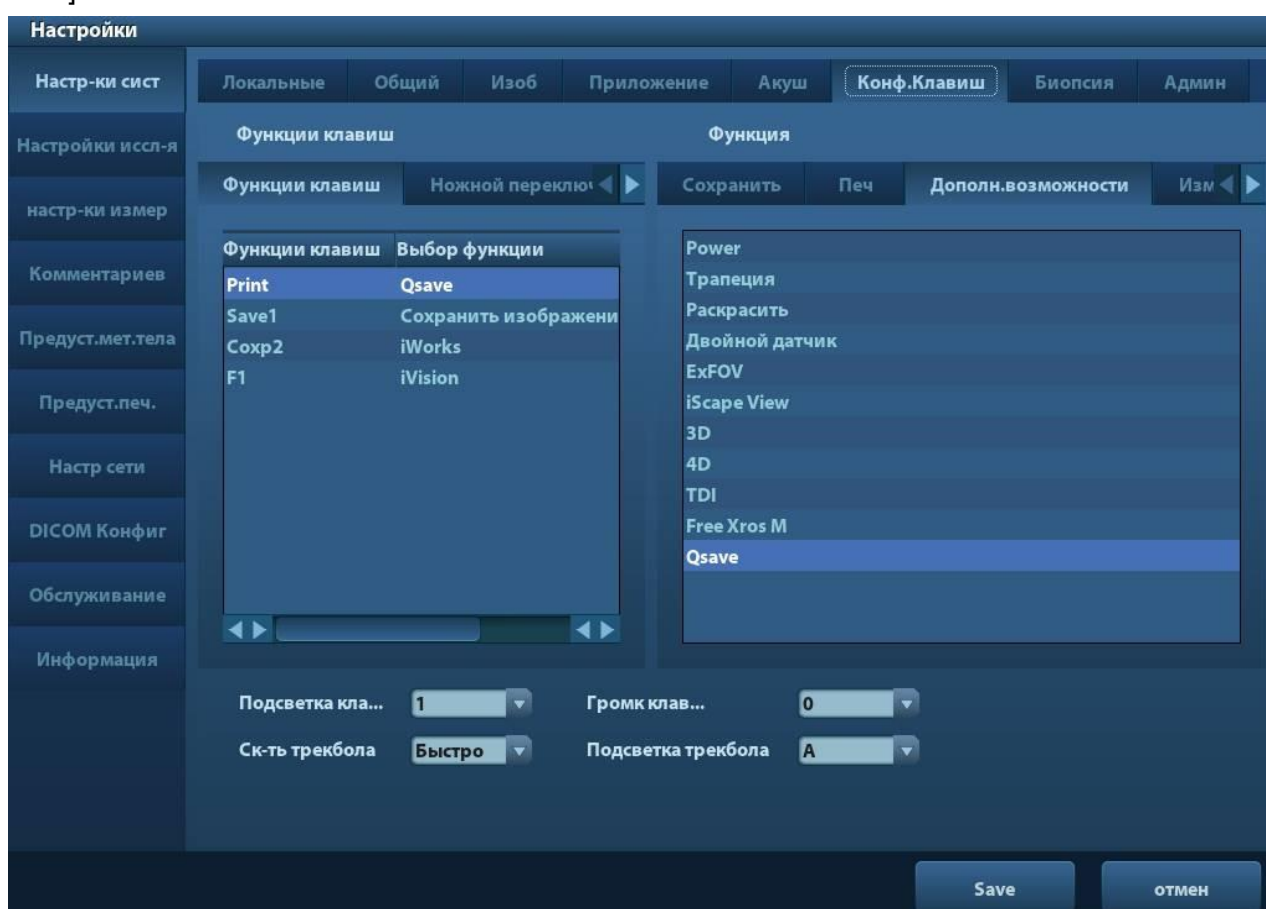 ]
Настройки
Настр-ки сист
Локальные Общий Изоб Приложение Акуш Конф.Клавиш Биопсия Админ
Настройки иссл-я
настр-ки измер
Комментариев
Предуст.мет.тела
Предуст.печ.
Настр сети
DICOM Конфиг
Обслуживание
Информация
Функции клавиш
Функции клавиш Ножной переключ
Функции клавиш Выбор функции
Print Qsave
Save1 Сохранить изображени
Сохр2 iWorks
F1 iVision
Функция
Сохранить Печ Дополн.возможности Изм
Power
Трапеция
Раскрасить
Двойной датчик
ExFOV
iScape View
3D
4D
TDI
Free Xros M
Qsave
Подсветка кла... 1 Громк клав... 0
Ск-ть трекбола Быстро Подсветка трекбола A
Save отмен